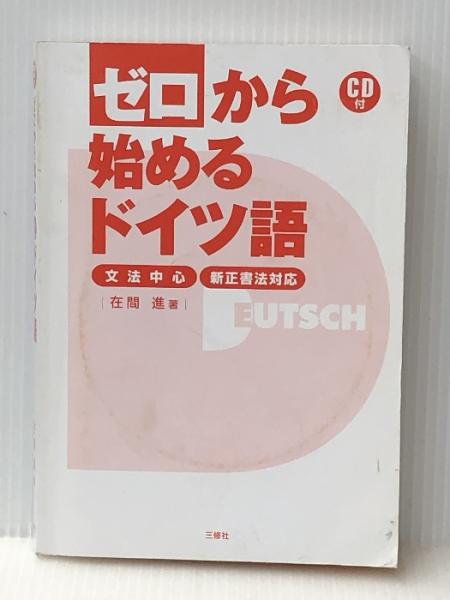 ゼロから
CD付
始める
ドイツ語
文法中心 新正書法対応
|在間 進 著|
DEUTSCH
三修社